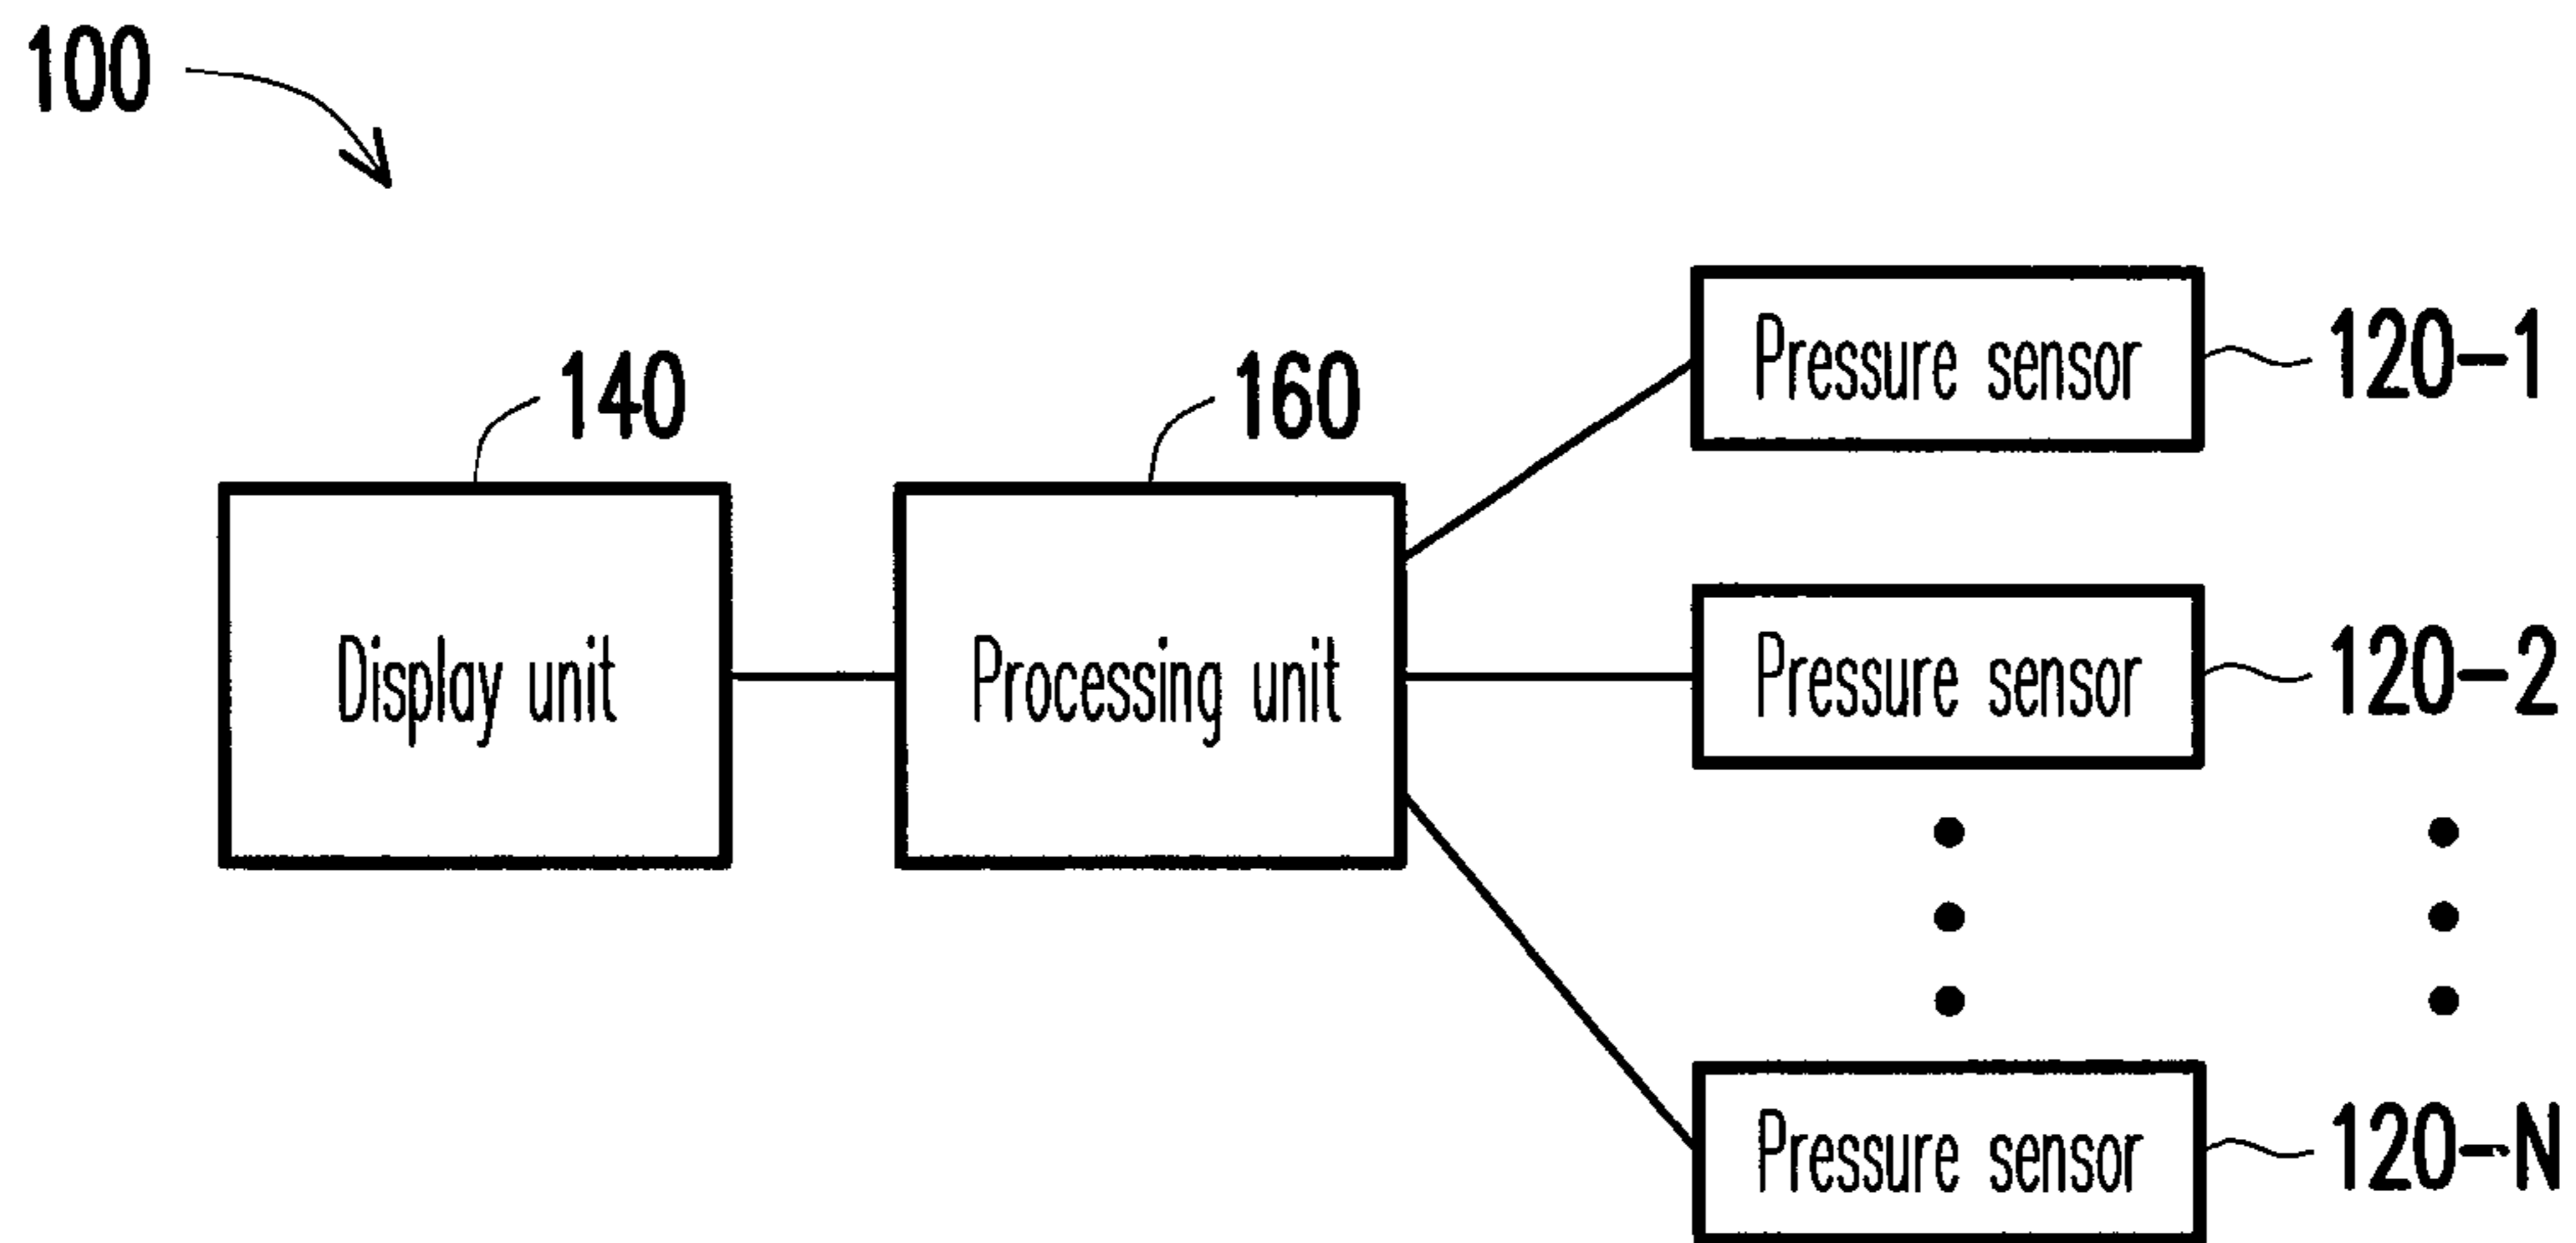 100
140
160
Pressure sensor
120-1
Display unit
Processing unit
Pressure sensor
120-2
Pressure sensor
120-N